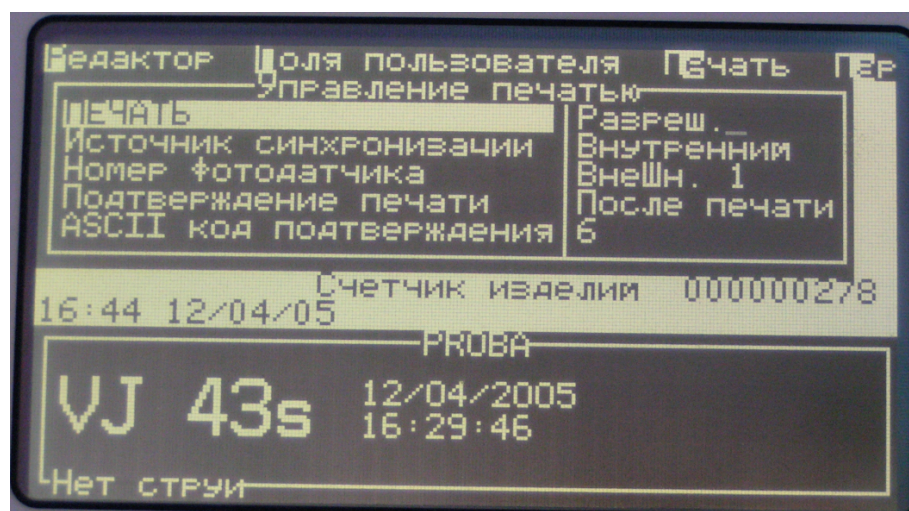 Редактор Поля пользователя Печать Пер
Управление печатью
ПЕЧАТЬ Разреш._
Источник синхронизации Внутренним
Номер фотодатчика Внешн. 1
Подтверждение печати После печати
ASCII код подтверждения 6
Счетчик изделим 000000278
16:44 12/04/05
PROBA
VJ 43s 12/04/2005
16:29:46
Нет струи